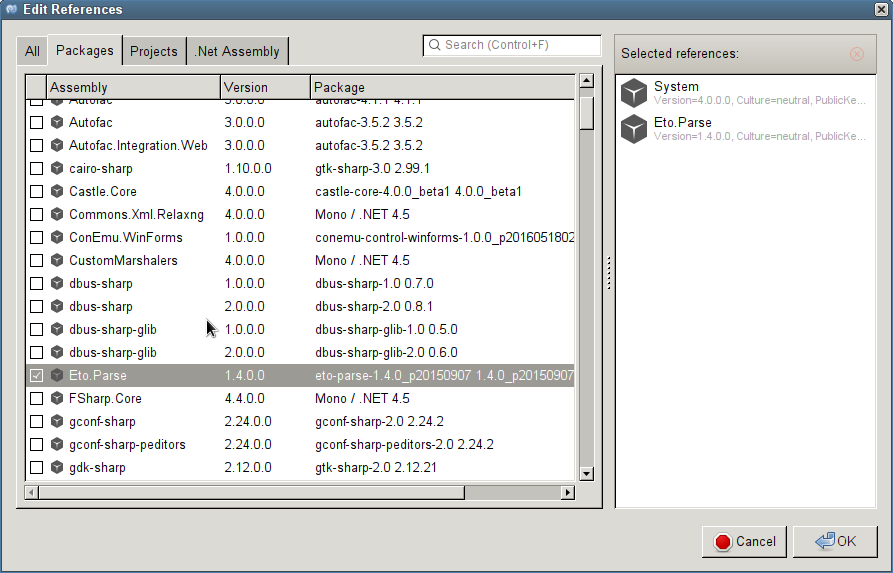 Edit References
All Packages Projects .Net Assembly Search (Control+F)
Assembly Version Package
Autofac 3.0.0.0 autofac-4.1.1 4.1.1
Autofac 3.0.0.0 autofac-3.5.2 3.5.2
Autofac.Integration.Web 3.0.0.0 autofac-3.5.2 3.5.2
cairo-sharp 1.10.0.0 gtk-sharp-3.0 2.99.1
Castle.Core 4.0.0.0 castle-core-4.0.0_beta1 4.0.0_beta1
Commons.Xml.Relaxng 4.0.0.0 Mono / .NET 4.5
ConEmu.WinForms 1.0.0.0 conemu-control-winforms-1.0.0_p2016051802
CustomMarshalers 4.0.0.0 Mono / .NET 4.5
dbus-sharp 1.0.0.0 dbus-sharp-1.0 0.7.0
dbus-sharp 2.0.0.0 dbus-sharp-2.0 0.8.1
dbus-sharp-glib 1.0.0.0 dbus-sharp-glib-1.0 0.5.0
dbus-sharp-glib 2.0.0.0 dbus-sharp-glib-2.0 0.6.0
Eto.Parse 1.4.0.0 eto-parse-1.4.0_p20150907 1.4.0_p20150907
FSharp.Core 4.4.0.0 Mono / .NET 4.5
gconf-sharp 2.24.0.0 gconf-sharp-2.0 2.24.2
gconf-sharp-peditors 2.24.0.0 gconf-sharp-peditors-2.0 2.24.2
gdk-sharp 2.12.0.0 gtk-sharp-2.0 2.12.21
Selected references:
System
Version=4.0.0.0, Culture=neutral, PublicKe...
Eto.Parse
Version=1.4.0.0, Culture=neutral, PublicKe...
Cancel OK